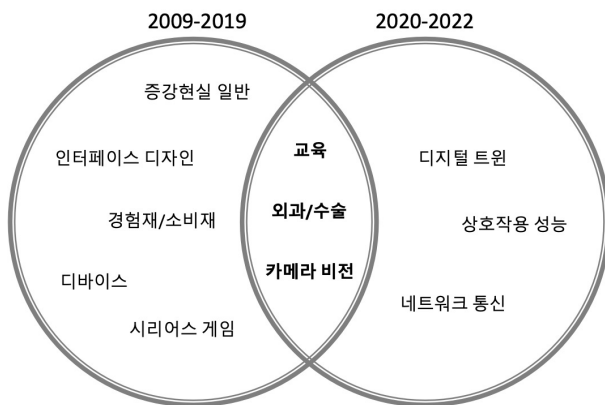 2009-2019
2020-2022
증강현실 일반
인터페이스 디자인
경험재/소비재
디바이스
시리어스 게임
교육
외과/수술
카메라 비전
디지털 트윈
상호작용 성능
네트워크 통신